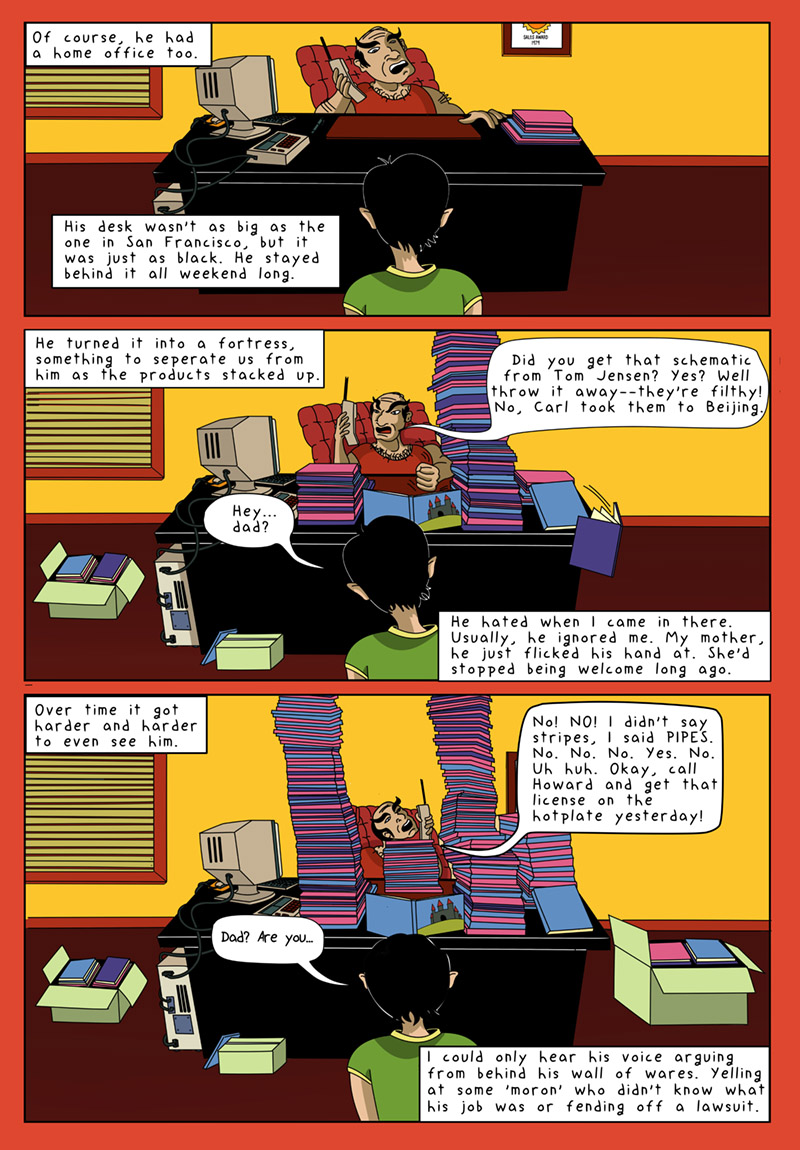 Of course, he had
a home office too.
SALES AWARD
1979
His desk wasn't as big as the
one in San Francisco, but it
was just as black. He stayed
behind it all weekend long.
He turned it into a fortress,
something to seperate us from
him as the products stacked up.
Did you get that schematic
from Tom Jensen? Yes? Well
throw it away--they're filthy!
No, Carl took them to Beijing.
Hey...
dad?
He hated when I came in there.
Usually, he ignored me. My mother,
he just flicked his hand at. She'd
stopped being welcome long ago.
Over time it got
harder and harder
to even see him.
No! NO! I didn't say
stripes, I said PIPES.
No. No. No. Yes. No.
Uh huh. Okay, call
Howard and get that
license on the
hotplate yesterday!
Dad? Are you...
I could only hear his voice arguing
from behind his wall of wares. Yelling
at some 'moron' who didn't know what
his job was or fending off a lawsuit.